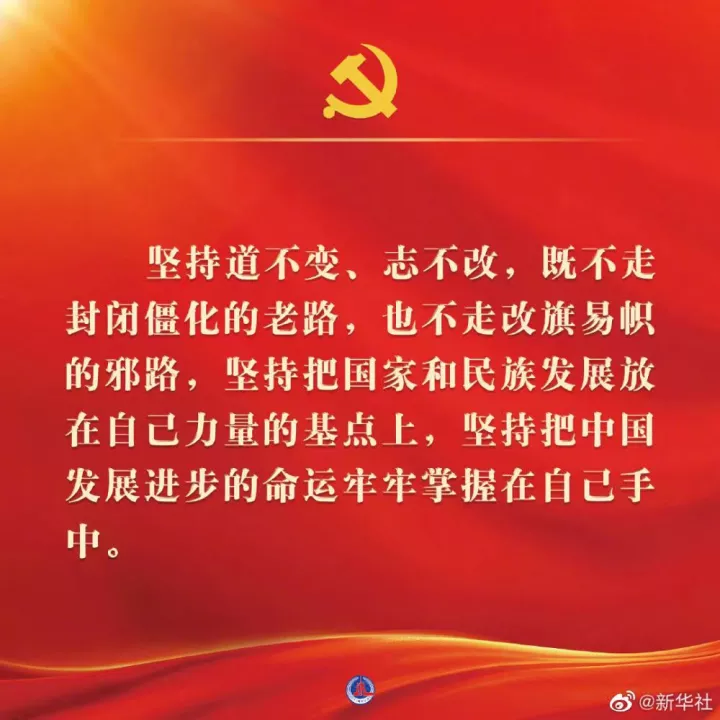 坚持道不变、志不改，既不走
封闭僵化的老路，也不走改旗易帜
的邪路，坚持把国家和民族发展放
在自己力量的基点上，坚持把中国
发展进步的命运牢牢掌握在自己手
中。
@新华社